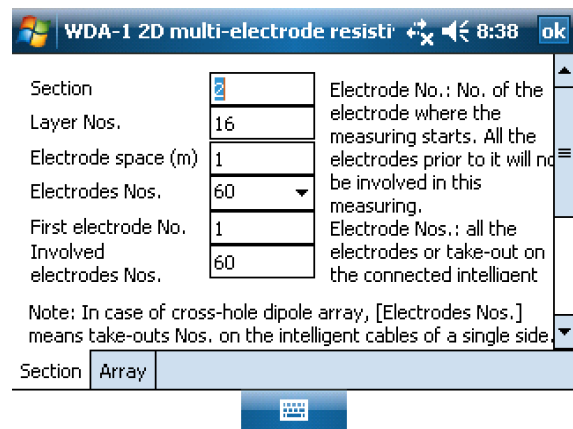 WDA-1 2D multi-electrode resisti 8:38 ok
Section 2
Layer Nos. 16
Electrode space (m) 1
Electrodes Nos. 60
First electrode No. 1
Involved
electrodes Nos. 60
Electrode No.: No. of the
electrode where the
measuring starts. All the
electrodes prior to it will no
be involved in this
measuring.
Electrode Nos.: all the
electrodes or take-out on
the connected intelligent
Note: In case of cross-hole dipole array, [Electrodes Nos.]
means take-outs Nos. on the intelligent cables of a single side.
Section Array